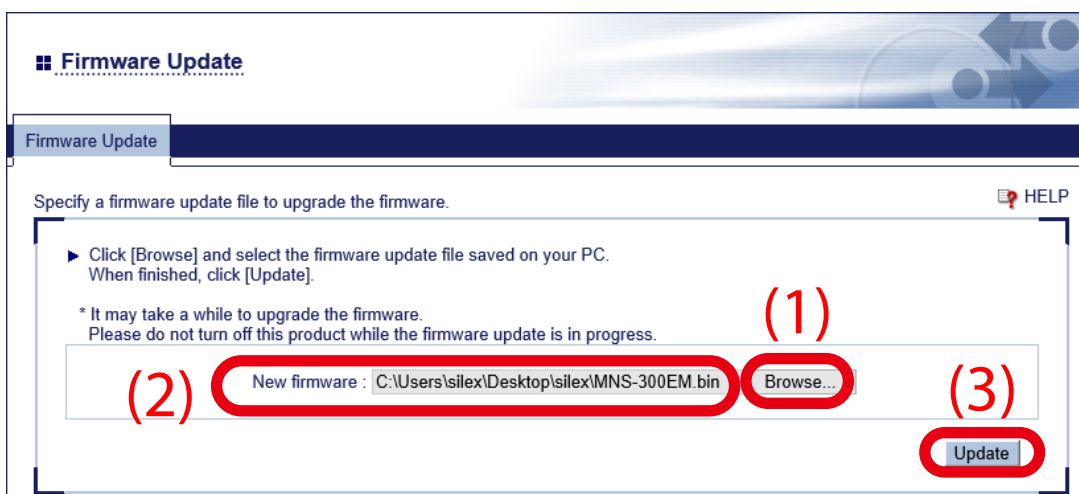 Firmware Update
Firmware Update
Specify a firmware update file to upgrade the firmware.
HELP
Click [Browse] and select the firmware update file saved on your PC.
When finished, click [Update].
* It may take a while to upgrade the firmware.
Please do not turn off this product while the firmware update is in progress.
(1)
(2)
New firmware : C:\Users\silex\Desktop\silex\MNS-300EM.bin Browse...
(3)
Update